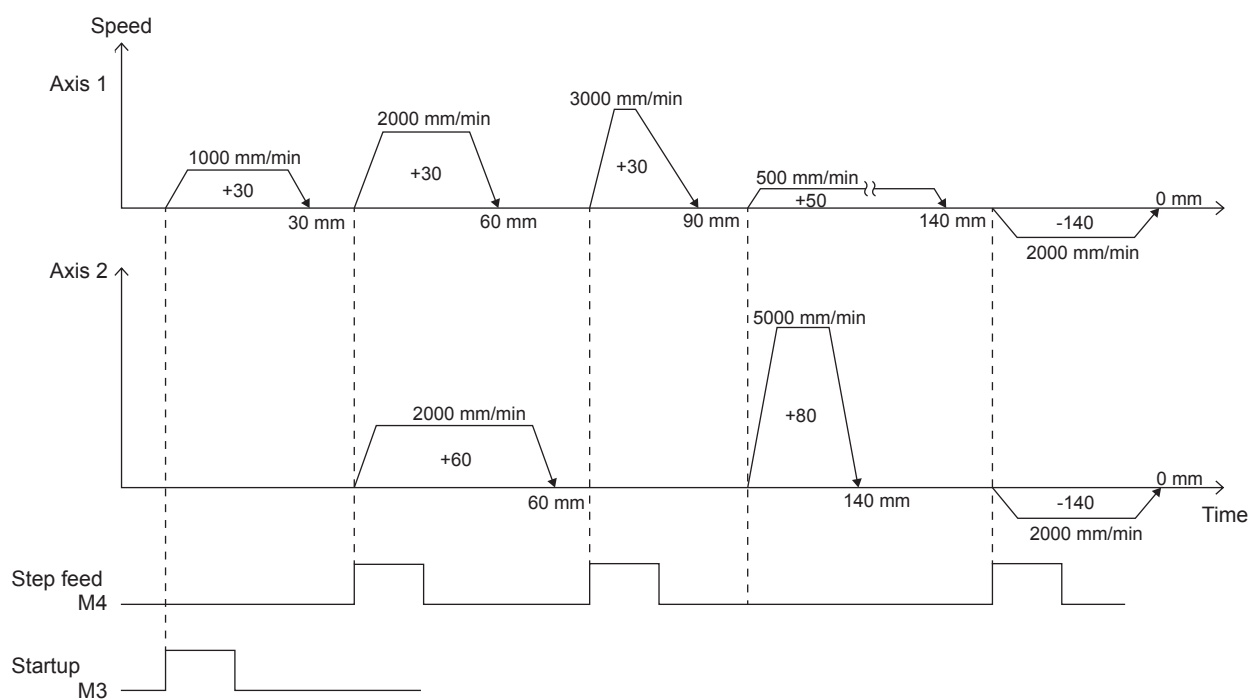 Speed
Axis 1
1000 mm/min
+30
30 mm
2000 mm/min
+30
60 mm
3000 mm/min
+30
90 mm
500 mm/min
+50
140 mm
0 mm
-140
2000 mm/min
Axis 2
2000 mm/min
+60
60 mm
5000 mm/min
+80
140 mm
0 mm
-140
2000 mm/min
Time
Step feed
M4
Startup
M3